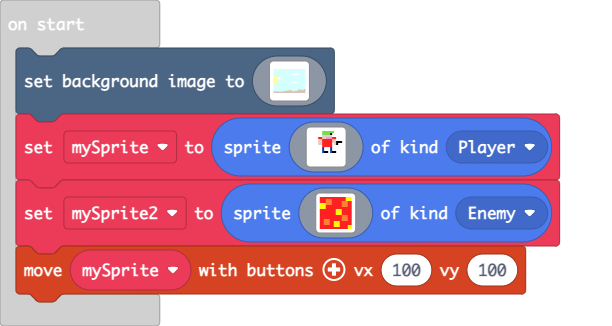 on start
set background image to
set mySprite to sprite of kind Player
set mySprite2 to sprite of kind Enemy
move mySprite with buttons vx 100 vy 100